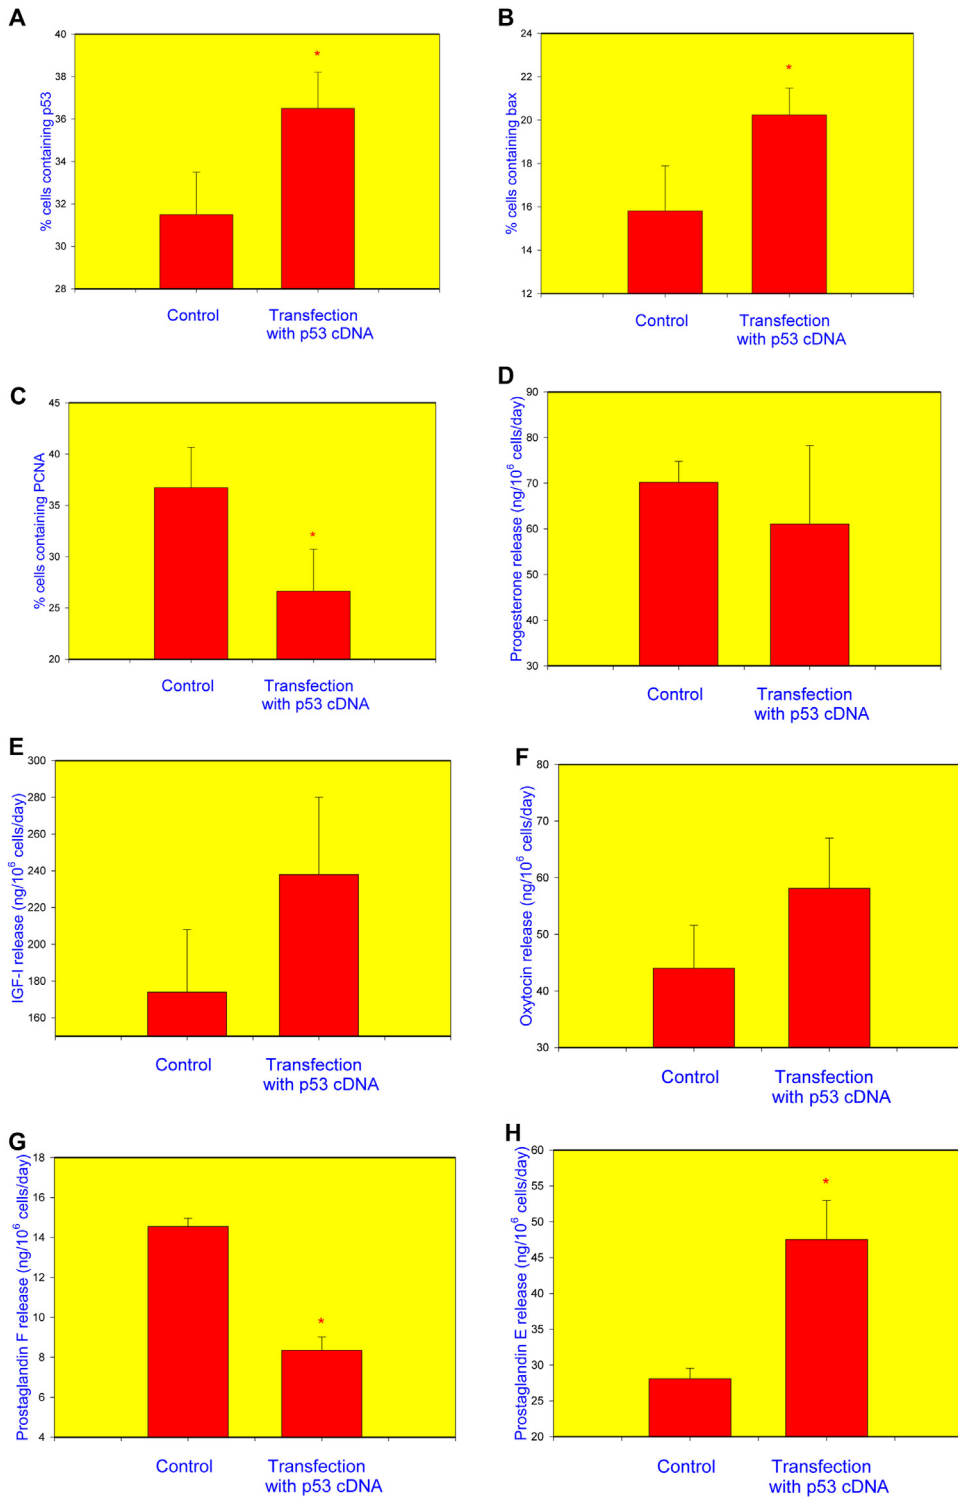 A
% cells containing p53
40
38
36
34
32
30
28
*
Control
Transfection
with p53 cDNA
B
% cells containing bax
24
22
20
18
16
14
12
*
Control
Transfection
with p53 cDNA
C
% cells containing PCNA
45
40
35
30
25
20
*
Control
Transfection
with p53 cDNA
D
Progesterone release (ng/10⁶ cells/day)
90
80
70
60
50
40
30
Control
Transfection
with p53 cDNA
E
IGF-I release (ng/10⁶ cells/day)
300
280
260
240
220
200
180
160
Control
Transfection
with p53 cDNA
F
Oxytocin release (ng/10⁶ cells/day)
80
70
60
50
40
30
Control
Transfection
with p53 cDNA
G
Prostaglandin F release (ng/10⁶ cells/day)
18
16
14
12
10
8
6
4
*
Control
Transfection
with p53 cDNA
H
Prostaglandin E release (ng/10⁶ cells/day)
60
50
45
40
35
30
25
20
*
Control
Transfection
with p53 cDNA